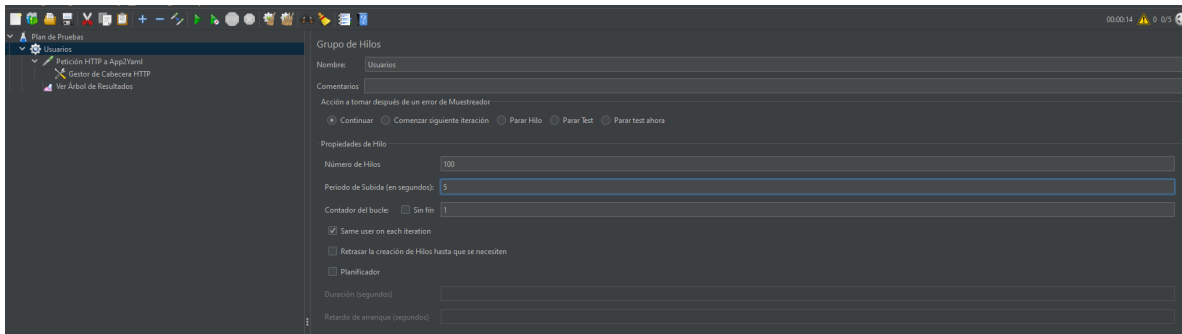 00:00:14 0 0/5
Plan de Pruebas
Usuarios
Petición HTTP a App2Yaml
Gestor de Cabecera HTTP
Ver Árbol de Resultados
Grupo de Hilos
Nombre: Usuarios
Comentarios
Acción a tomar después de un error de Muestreador
Continuar Comenzar siguiente iteración Parar Hilo Parar Test Parar test ahora
Propiedades de Hilo
Número de Hilos 100
Periodo de Subida (en segundos): 5
Contador del bucle: Sin fín 1
Same user on each iteration
Retrasar la creación de Hilos hasta que se necesiten
Planificador
Duración (segundos)
Retardo de arranque (segundos)